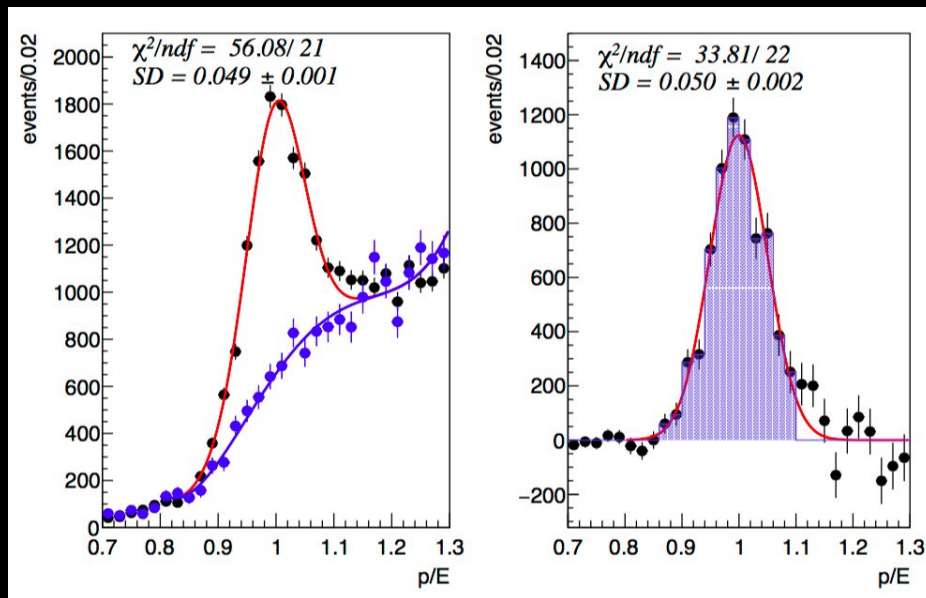 χ²/ndf = 56.08/ 21
SD = 0.049 ± 0.001
events/0.02
2000
1800
1600
1400
1200
1000
800
600
400
200
0
0.7 0.8 0.9 1 1.1 1.2 1.3
p/E
χ²/ndf = 33.81/ 22
SD = 0.050 ± 0.002
events/0.02
1400
1200
1000
800
600
400
200
0
−200
0.7 0.8 0.9 1 1.1 1.2 1.3
p/E